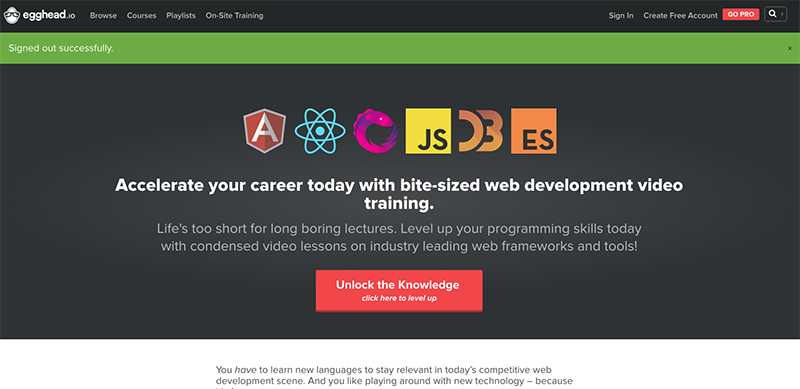 egghead.io Browse Courses Playlists On-Site Training Sign In Create Free Account GO PRO
Signed out successfully. ×
JS D3 ES
Accelerate your career today with bite-sized web development video
training.
Life's too short for long boring lectures. Level up your programming skills today
with condensed video lessons on industry leading web frameworks and tools!
Unlock the Knowledge
click here to level up
You have to learn new languages to stay relevant in today's competitive web
development scene. And you like playing around with new technology – because